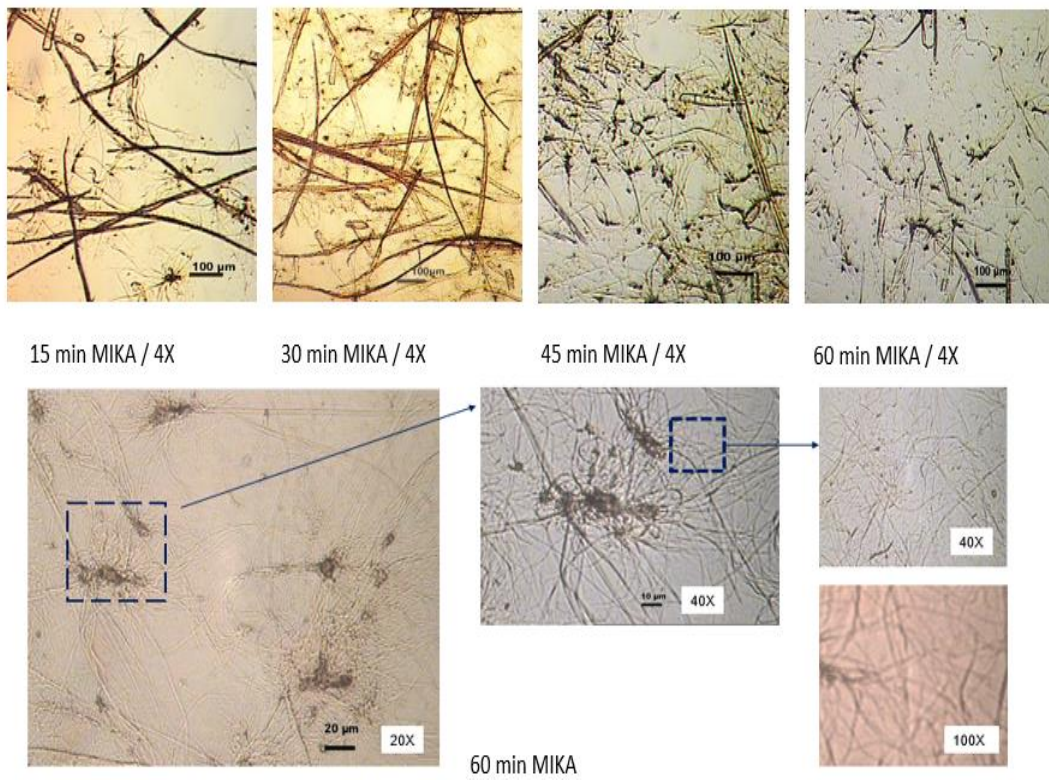 100 µm
100µm
100 µm
100 µm
15 min MIKA / 4X
30 min MIKA / 4X
45 min MIKA / 4X
60 min MIKA / 4X
20 µm
20X
10 µm
40X
40X
100X
60 min MIKA